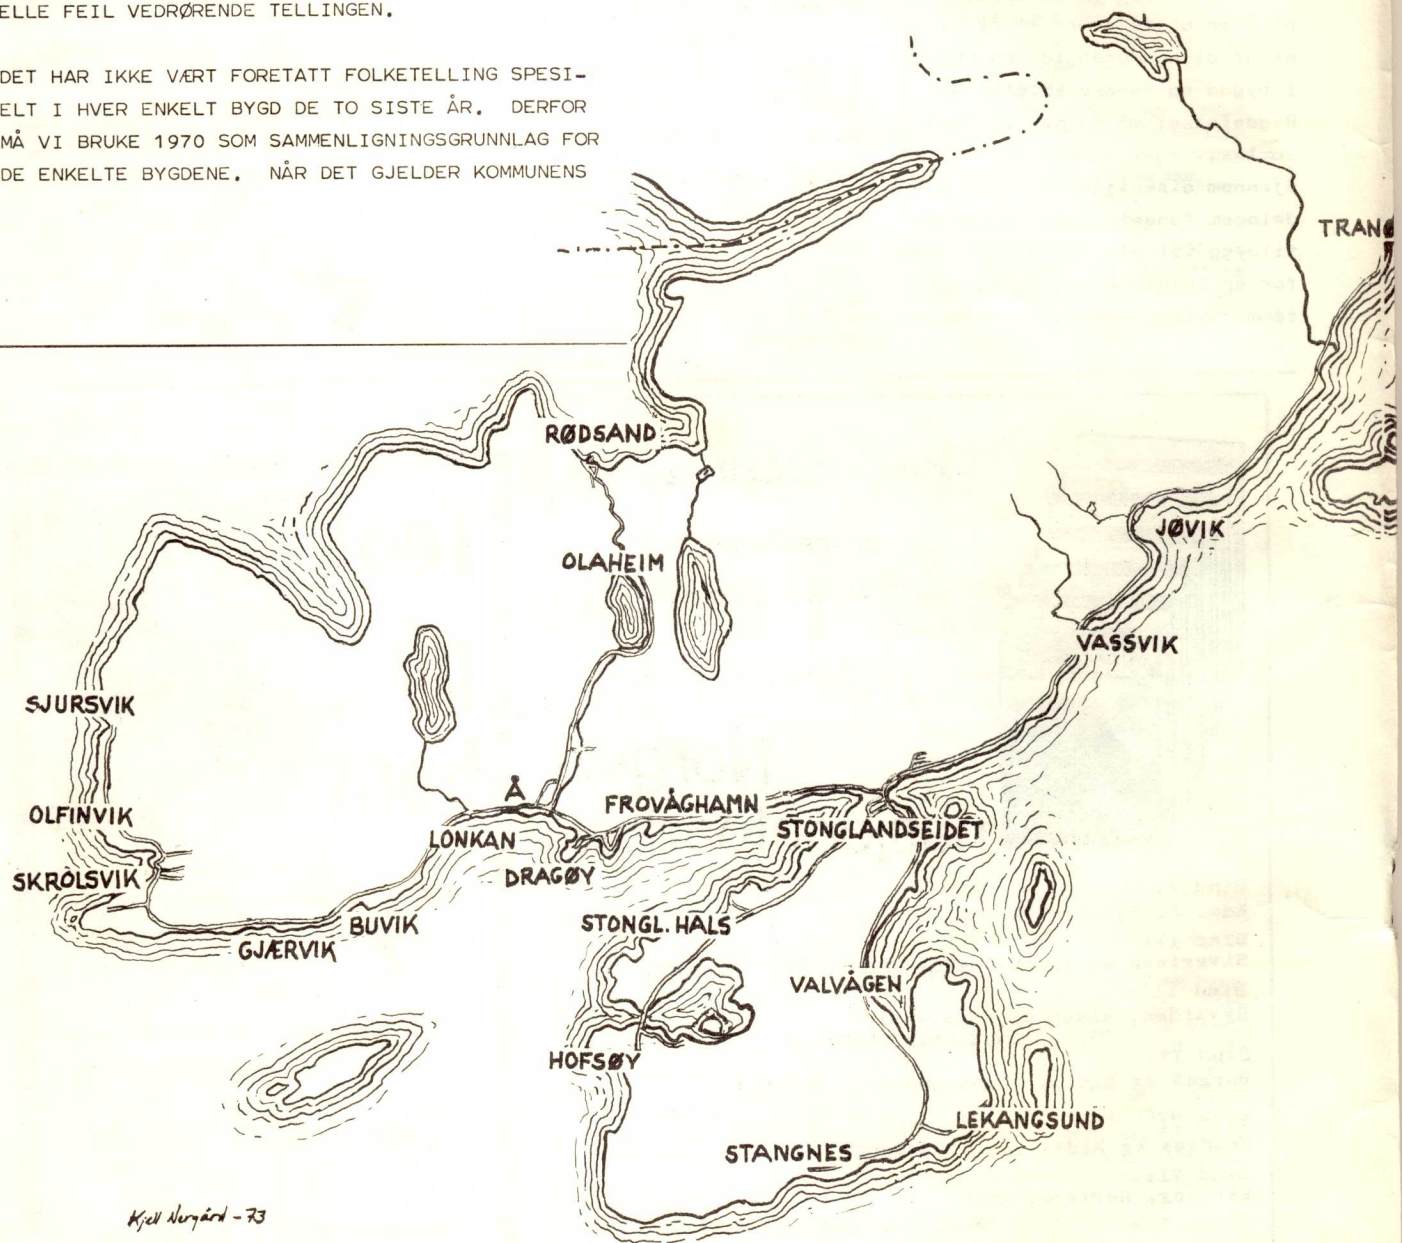 ELLE FEIL VEDRØRENDE TELLINGEN.
DET HAR IKKE VÆRT FORETATT FOLKETELLING SPESI-
ELT I HVER ENKELT BYGD DE TO SISTE ÅR. DERFOR
MÅ VI BRUKE 1970 SOM SAMMENLIGNINGSGRUNNLAG FOR
DE ENKELTE BYGDENE. NÅR DET GJELDER KOMMUNENS
TRANØ
RØDSAND
JØVIK
OLAHEIM
VASSVIK
SJURSVIK
Å
FROVÅGHAMN
OLFINVIK
STONGLANDSEIDET
LONKAN
DRAGØY
SKRÖLSVIK
BUVIK
STONGL. HALS
GJÆRVIK
VALVÅGEN
HOFSØY
LEKANGSUND
STANGNES
Kjell Nergård - 73